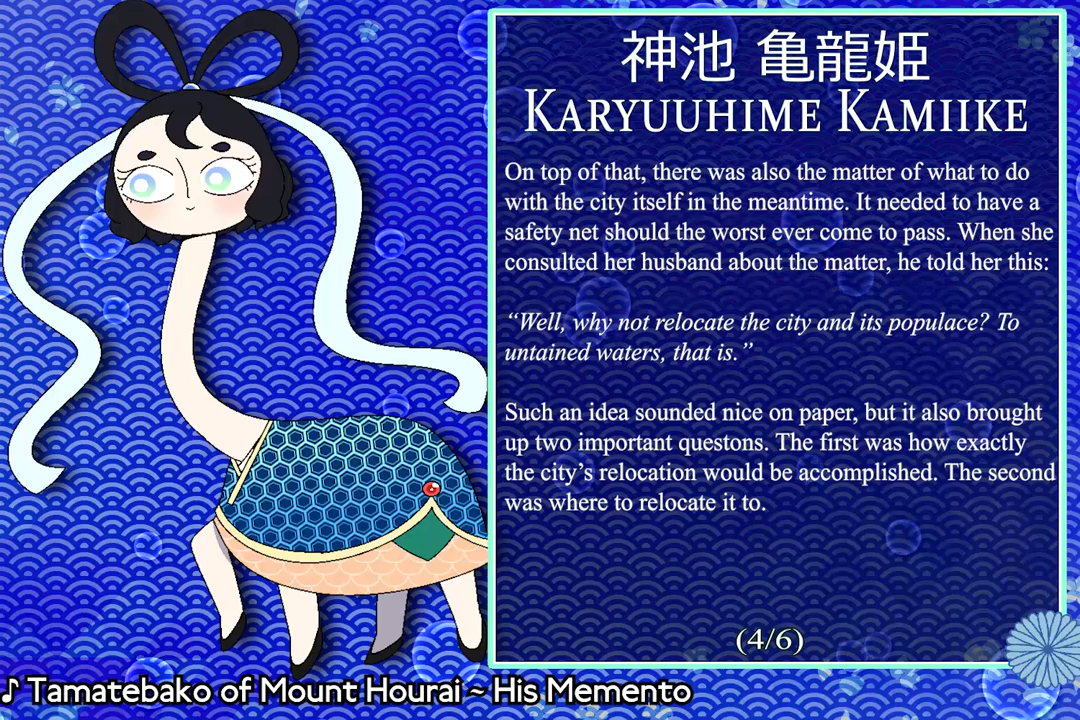 神池 亀龍姫
KARYUUHIME KAMIIKE
On top of that, there was also the matter of what to do
with the city itself in the meantime. It needed to have a
safety net should the worst ever come to pass. When she
consulted her husband about the matter, he told her this:
“Well, why not relocate the city and its populace? To
untained waters, that is.”
Such an idea sounded nice on paper, but it also brought
up two important questons. The first was how exactly
the city’s relocation would be accomplished. The second
was where to relocate it to.
(4/6)
♪ Tamatebako of Mount Hourai ~ His Memento